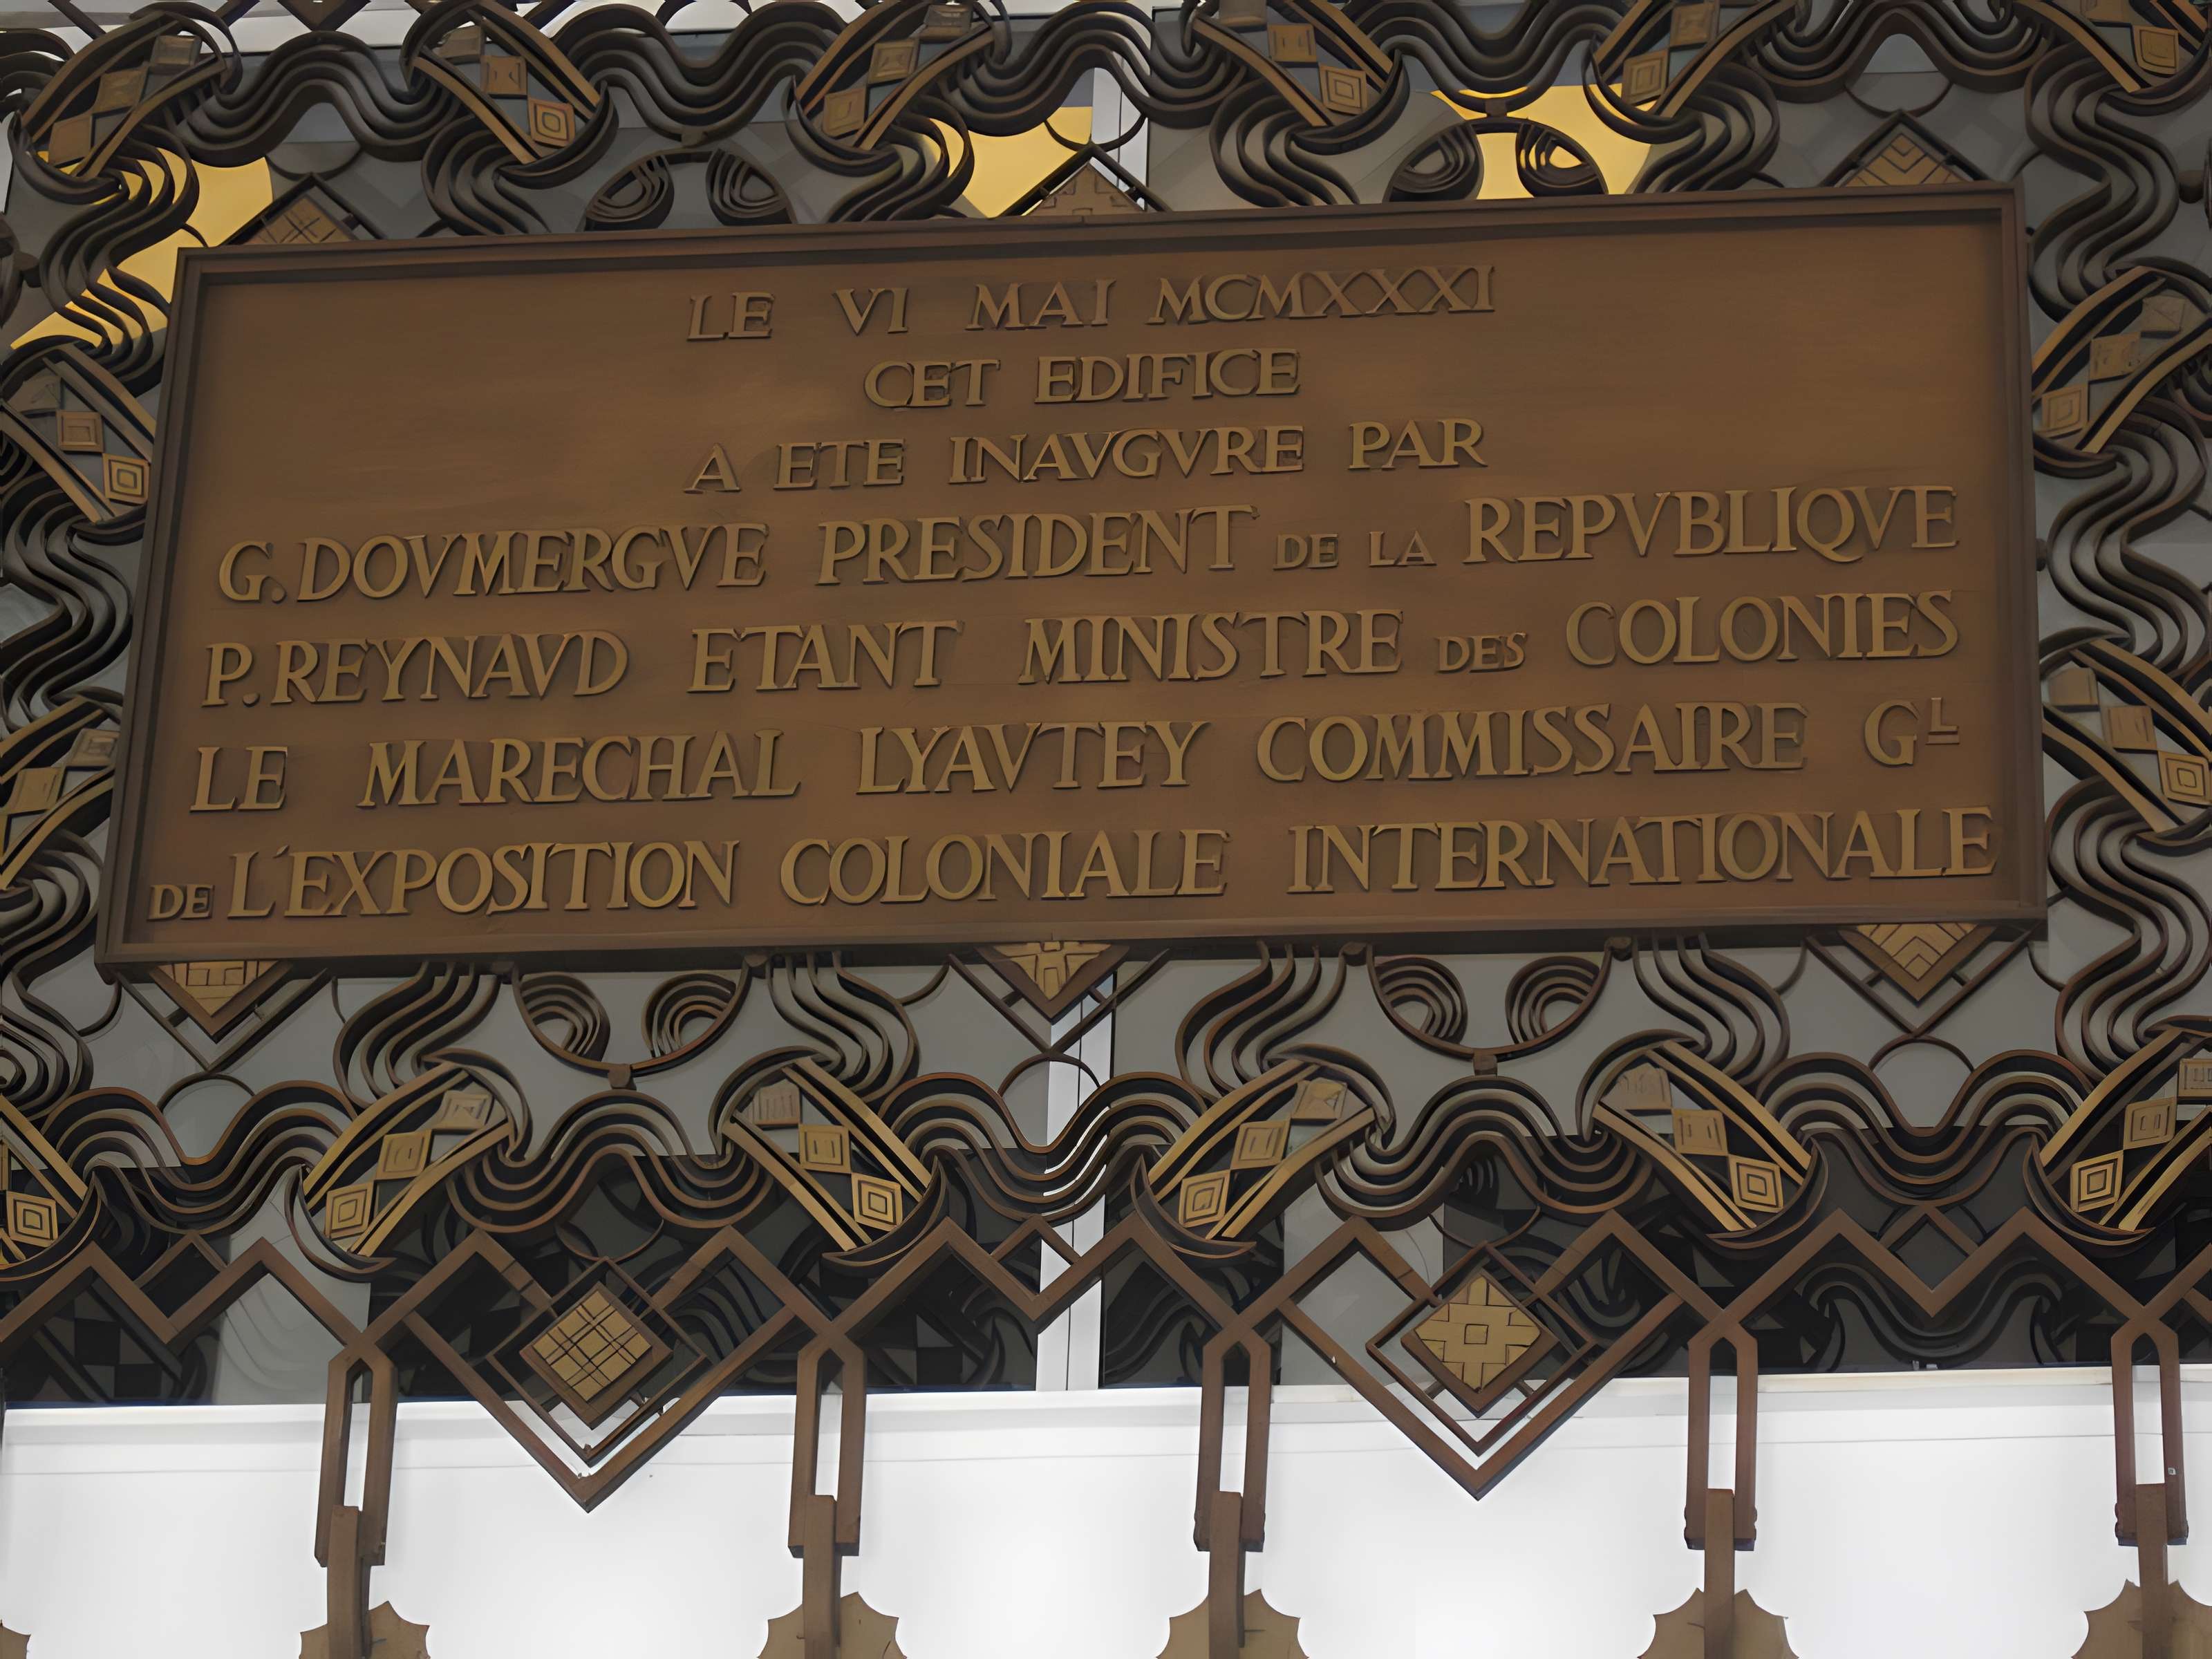 LE VI MAI MCMXXXI
CET EDIFICE
A ETE INAVGVRE PAR
G. DOVMERGVE PRESIDENT DE LA REPVBLIQVE
P. REYNAVD ETANT MINISTRE DES COLONIES
LE MARECHAL LYAVTEY COMMISSAIRE GL
DE L'EXPOSITION COLONIALE INTERNATIONALE